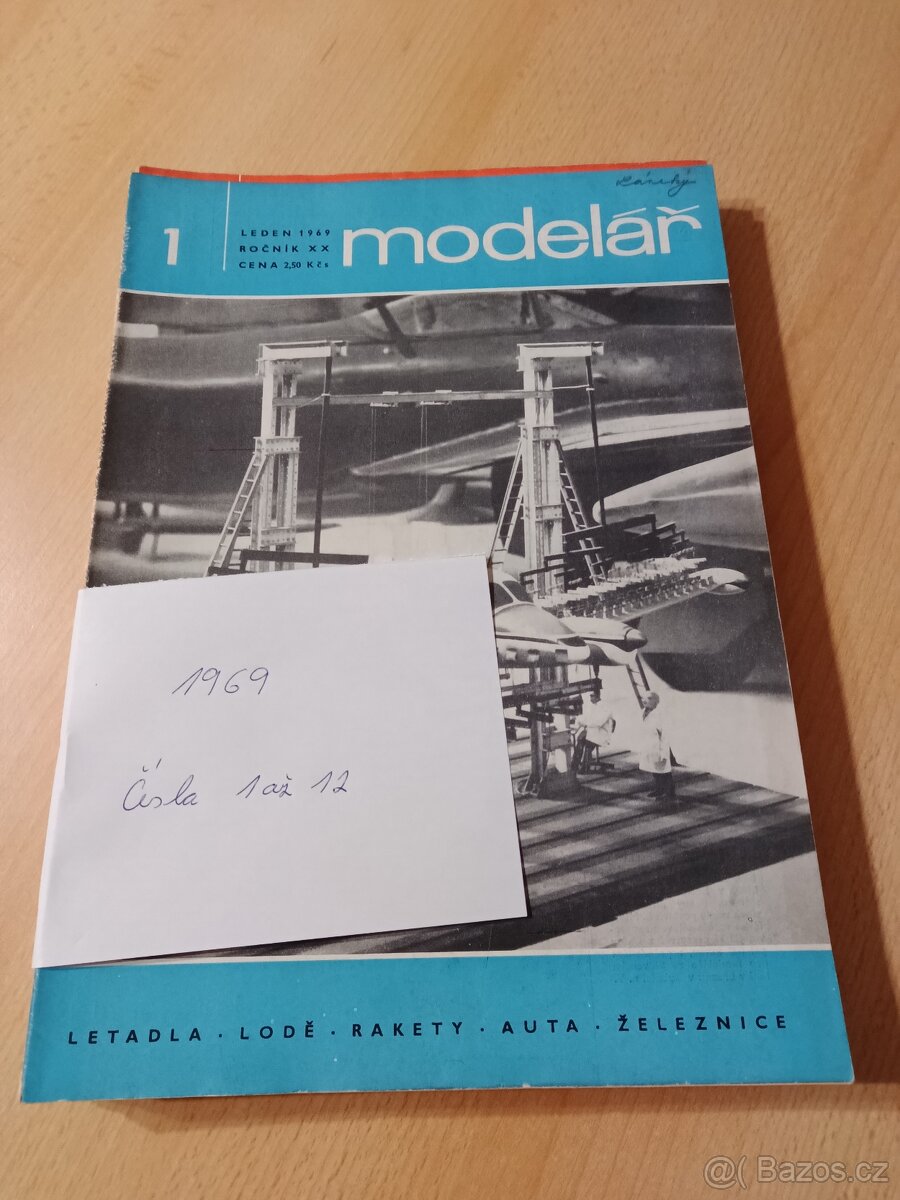 1
LEDEN 1969
ROČNÍK XX
CENA 2,50 Kčs
modelář
1969
Čísla 1 až 12
LETADLA · LODĚ · RAKETY · AUTA · ŽELEZNICE
@( Bazos.cz